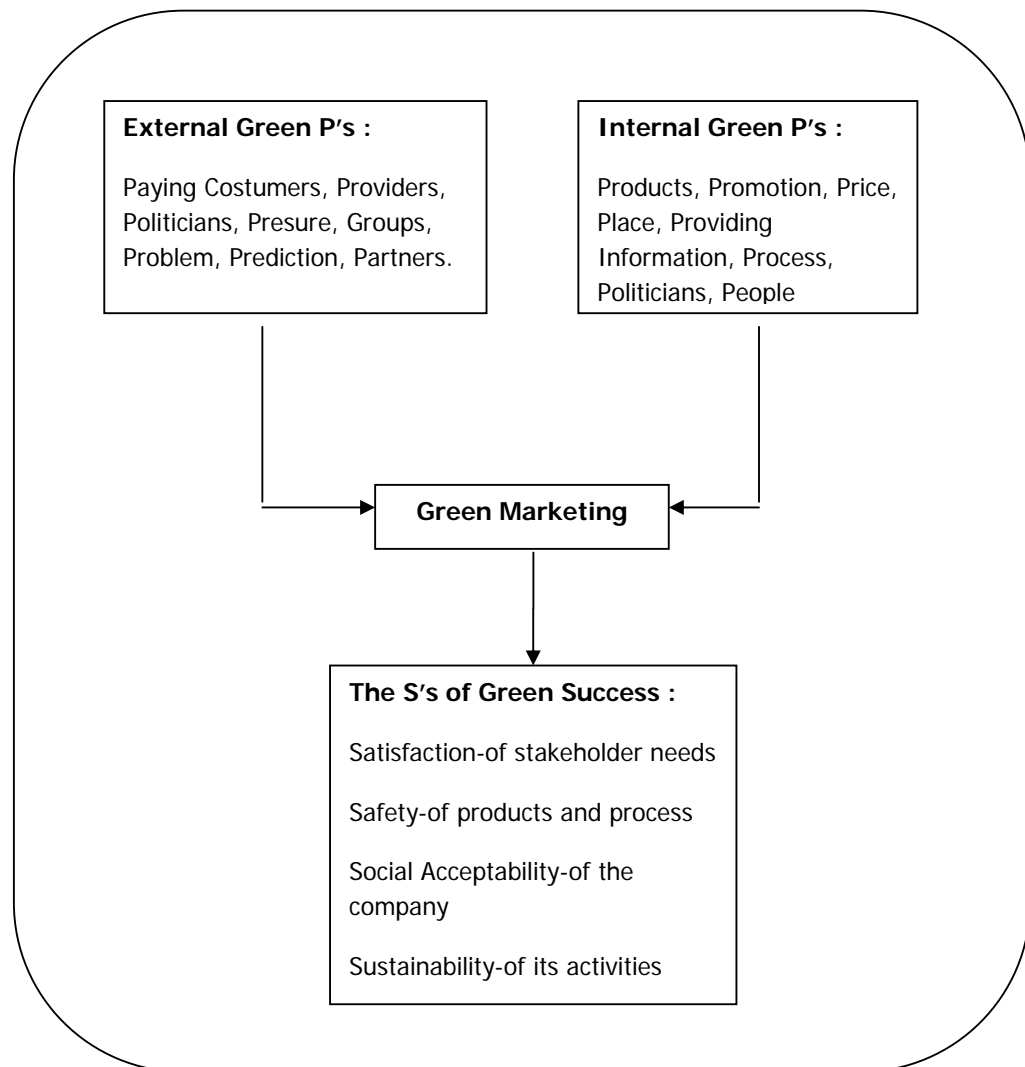 External Green P's :
Paying Costumers, Providers,
Politicians, Presure, Groups,
Problem, Prediction, Partners.
Internal Green P's :
Products, Promotion, Price,
Place, Providing
Information, Process,
Politicians, People
Green Marketing
The S's of Green Success :
Satisfaction-of stakeholder needs
Safety-of products and process
Social Acceptability-of the
company
Sustainability-of its activities